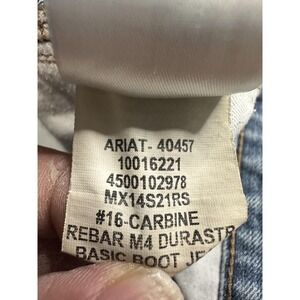 ARIAT- 40457
10016221
4500102978
MX14S21RS
#16-CARBINE
REBAR M4 DURASTR
BASIC BOOT JE